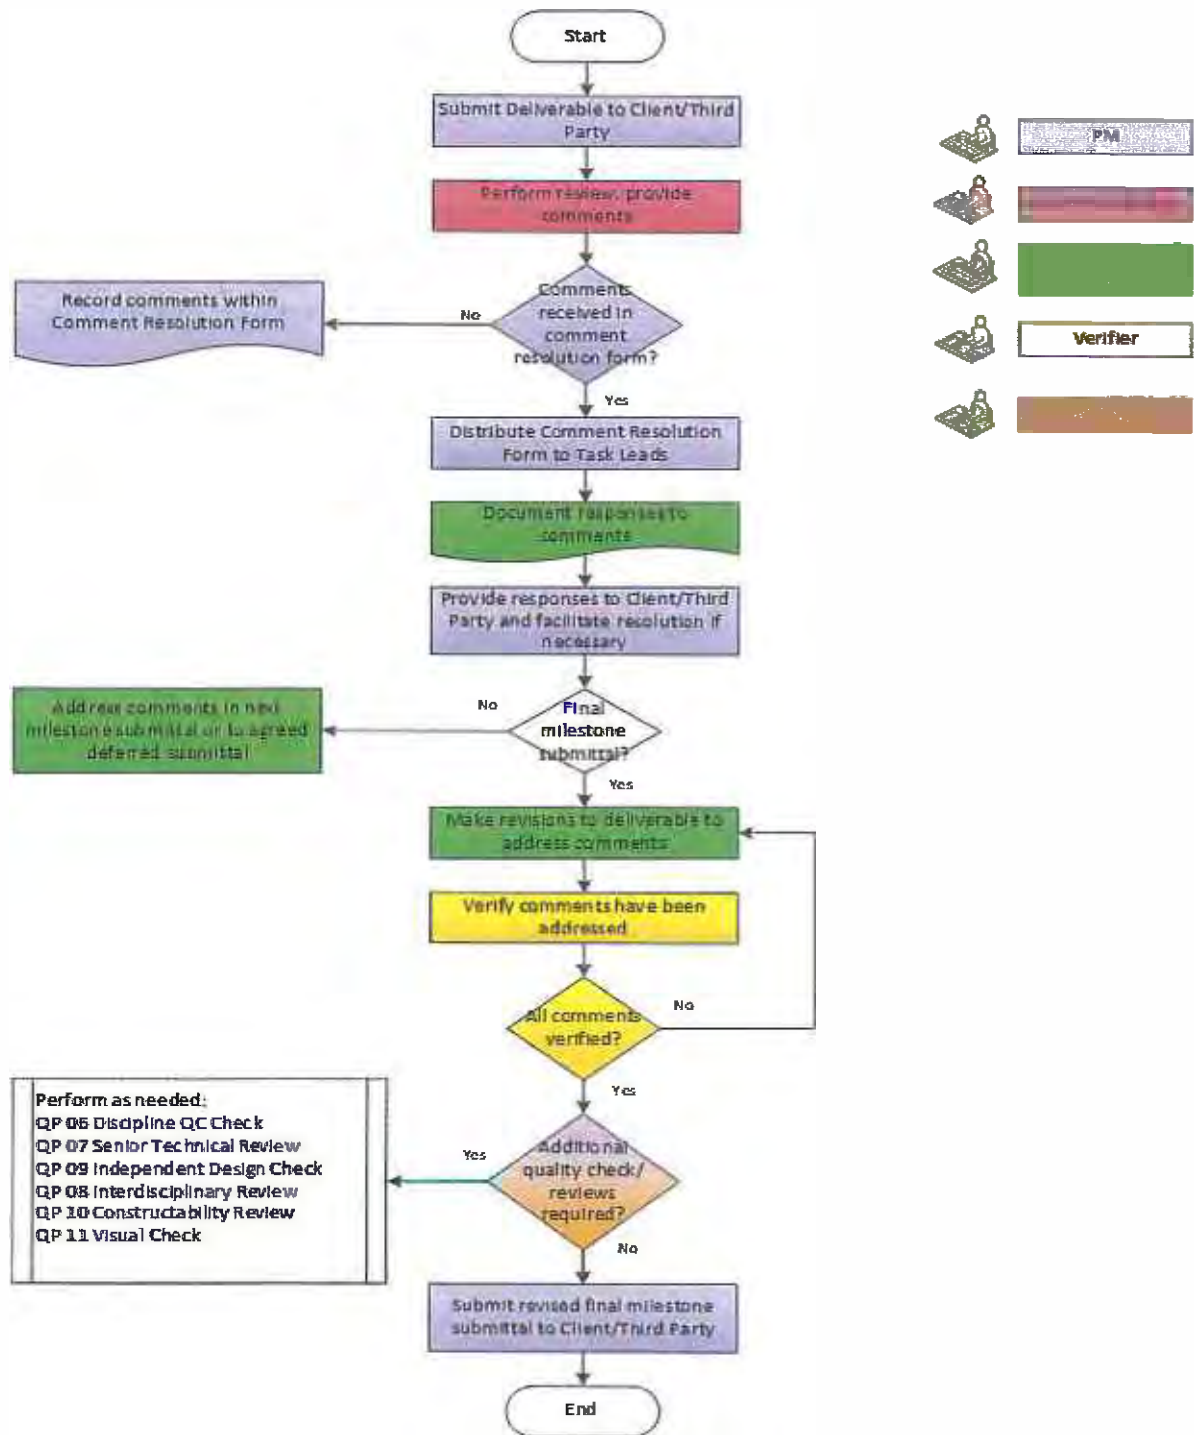 Start
Submit Deliverable to Client/Third
Party
PM
Perform review, provide
comments
Record comments within
Comment Resolution Form
No
Comments
received in
comment
resolution form?
Yes
Verifier
Distribute Comment Resolution
Form to Task Leads
Document responses to
comments
Provide responses to Client/Third
Party and facilitate resolution if
necessary
Address comments in next
milestone submittal or to agreed
deferred submittal
No
Final
milestone
submittal?
Yes
Make revisions to deliverable to
address comments
Verify comments have been
addressed
All comments
verified?
No
Yes
Perform as needed:
QP 06 Discipline QC Check
QP 07 Senior Technical Review
QP 09 Independent Design Check
QP 08 Interdisciplinary Review
QP 10 Constructability Review
QP 11 Visual Check
Yes
Additional
quality check/
reviews
required?
No
Submit revised final milestone
submittal to Client/Third Party
End